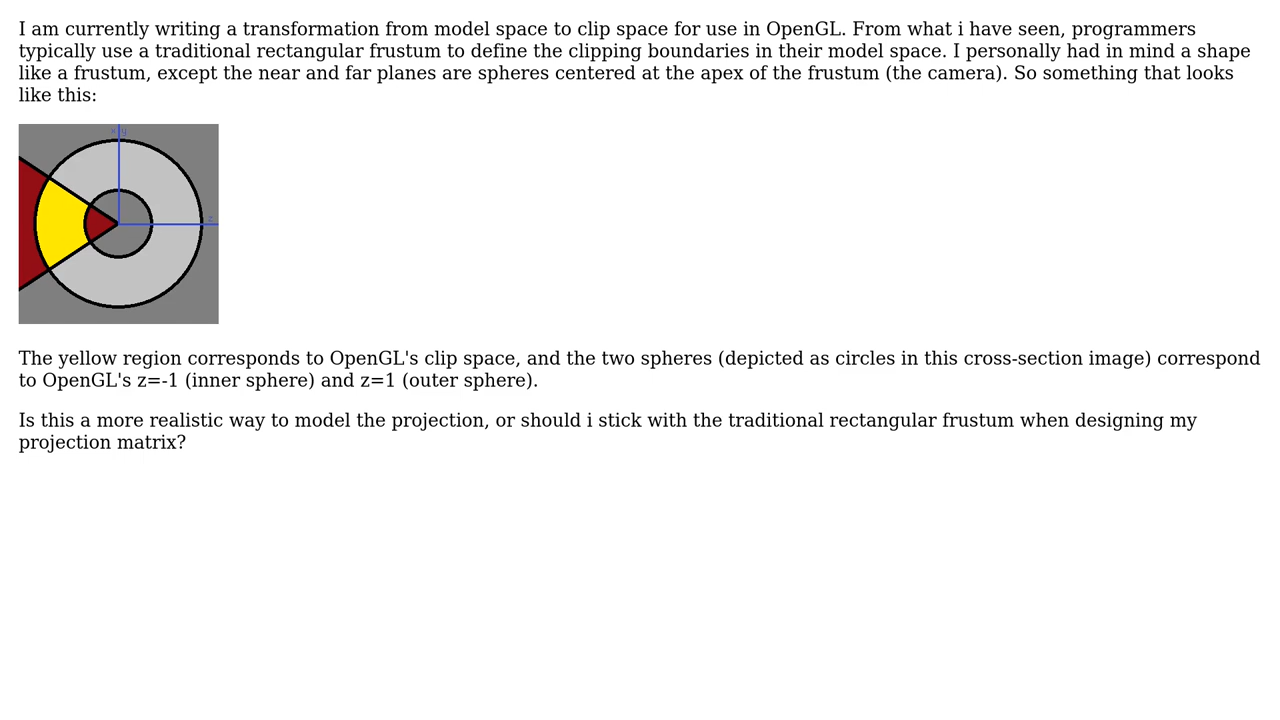 I am currently writing a transformation from model space to clip space for use in OpenGL. From what i have seen, programmers
typically use a traditional rectangular frustum to define the clipping boundaries in their model space. I personally had in mind a shape
like a frustum, except the near and far planes are spheres centered at the apex of the frustum (the camera). So something that looks
like this:
x y
z
The yellow region corresponds to OpenGL's clip space, and the two spheres (depicted as circles in this cross-section image) correspond
to OpenGL's z=-1 (inner sphere) and z=1 (outer sphere).
Is this a more realistic way to model the projection, or should i stick with the traditional rectangular frustum when designing my
projection matrix?